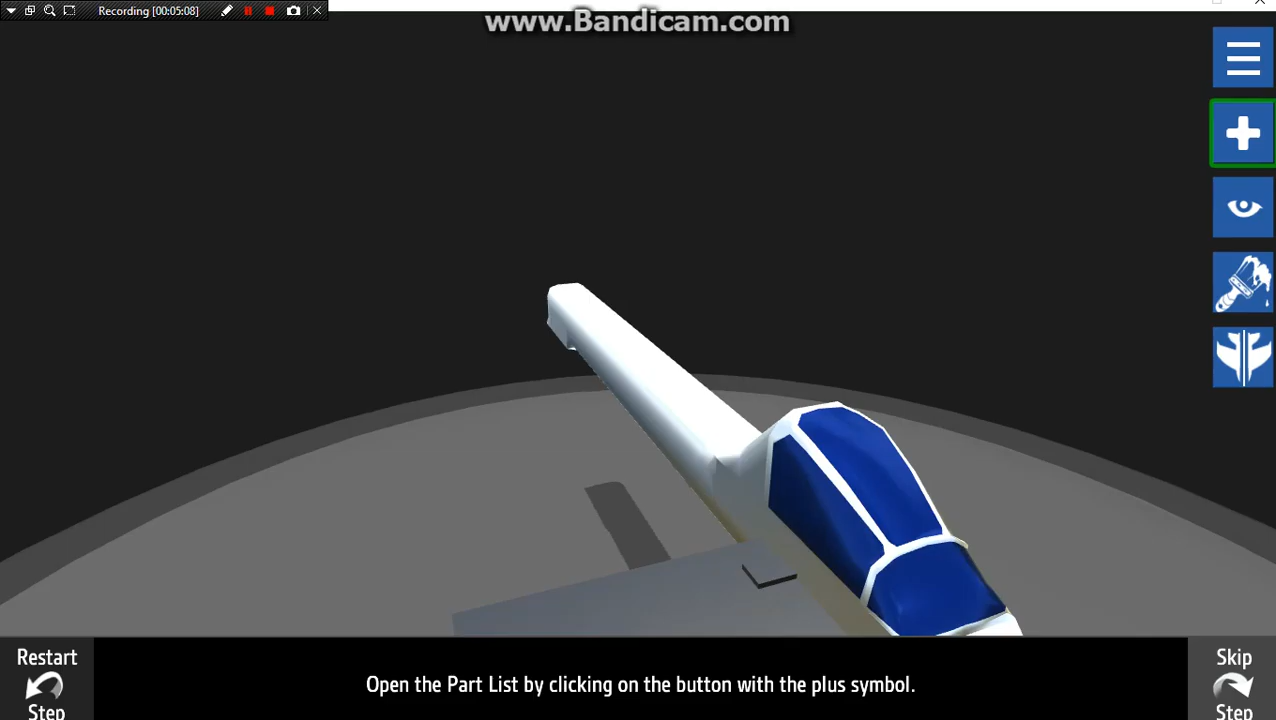 Recording [00:05:08]
www.Bandicam.com
Restart
Step
Open the Part List by clicking on the button with the plus symbol.
Skip
Step